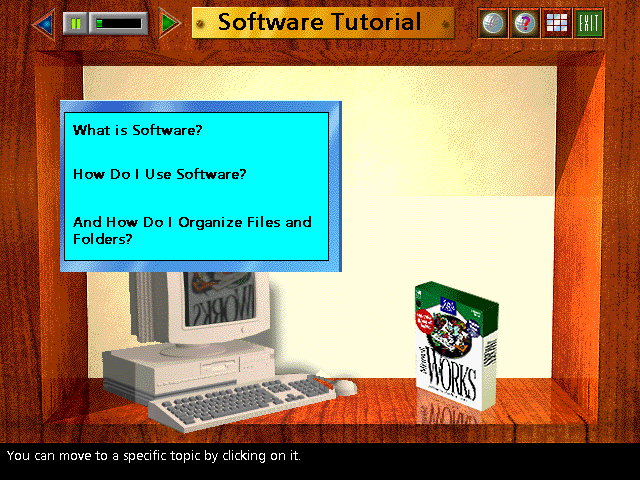 Software Tutorial
EXIT
What is Software?
How Do I Use Software?
And How Do I Organize Files and
Folders?
Microsoft
WORKS
WORKS
You can move to a specific topic by clicking on it.